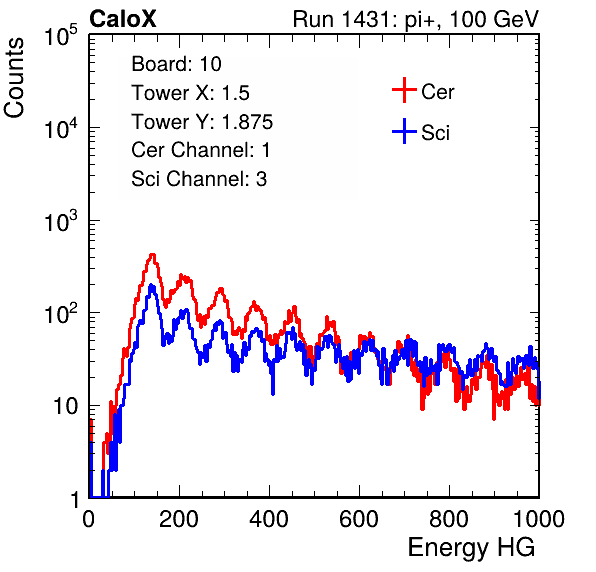 CaloX Run 1431: pi+, 100 GeV
Counts
Board: 10
Tower X: 1.5
Tower Y: 1.875
Cer Channel: 1
Sci Channel: 3
Cer
Sci
10^5
10^4
10^3
10^2
10
1
0 200 400 600 800 1000
Energy HG